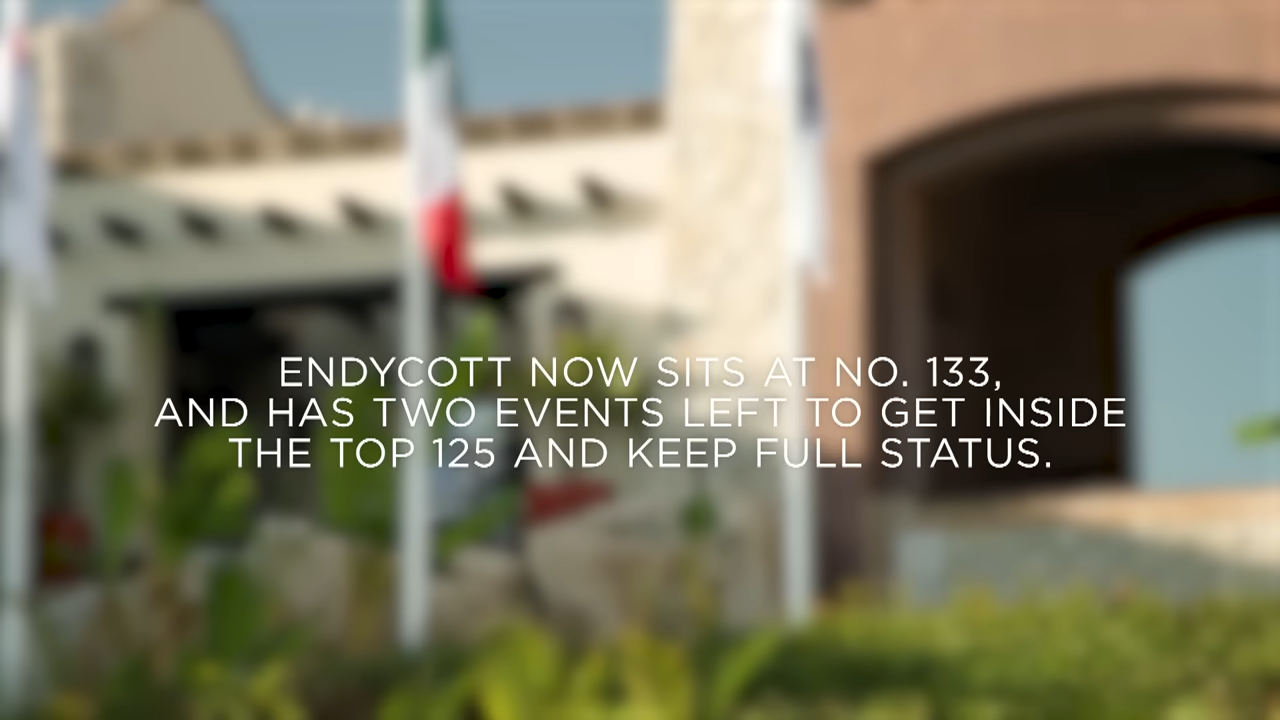 ENDYCOTT NOW SITS AT NO. 133,
AND HAS TWO EVENTS LEFT TO GET INSIDE
THE TOP 125 AND KEEP FULL STATUS.